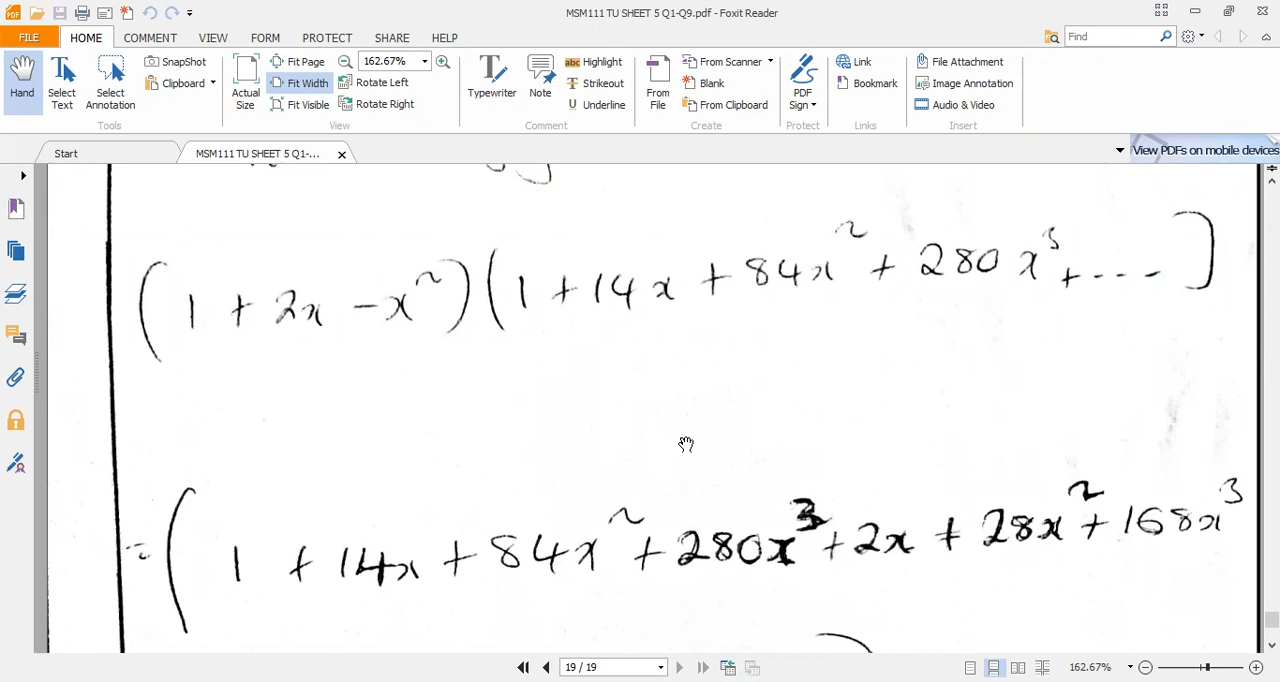 MSM111 TU SHEET 5 Q1-Q9.pdf - Foxit Reader
FILE HOME COMMENT VIEW FORM PROTECT SHARE HELP Find
Hand
Select Text
Select Annotation
SnapShot
Clipboard
Tools
Actual Size
Fit Page
Fit Width
Fit Visible
162.67%
Rotate Left
Rotate Right
View
Typewriter
Note
Highlight
Strikeout
Underline
Comment
From File
From Scanner
Blank
From Clipboard
Create
PDF Sign
Protect
Link
Bookmark
Links
File Attachment
Image Annotation
Audio & Video
Insert
Start
MSM111 TU SHEET 5 Q1-...
View PDFs on mobile devices
(1 + 2x - x²)(1 + 14x + 84x² + 280x³ + ----]
= (1 + 14x + 84x² + 280x³ + 2x + 28x² + 168x³
19 / 19
162.67%